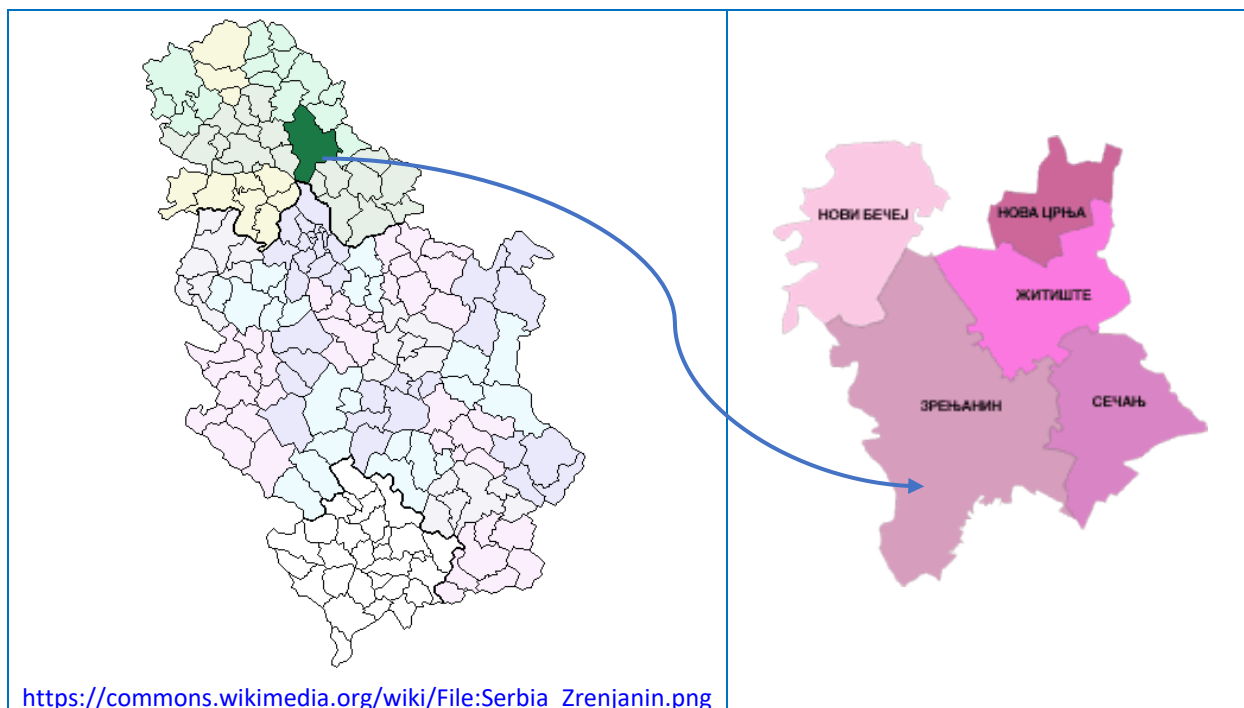 НОВИ БЕЧЕЈ
НОВА ЦРЊА
ЖИТИШТЕ
ЗРЕЊАНИН
СЕЧАЊ
https://commons.wikimedia.org/wiki/File:Serbia_Zrenjanin.png